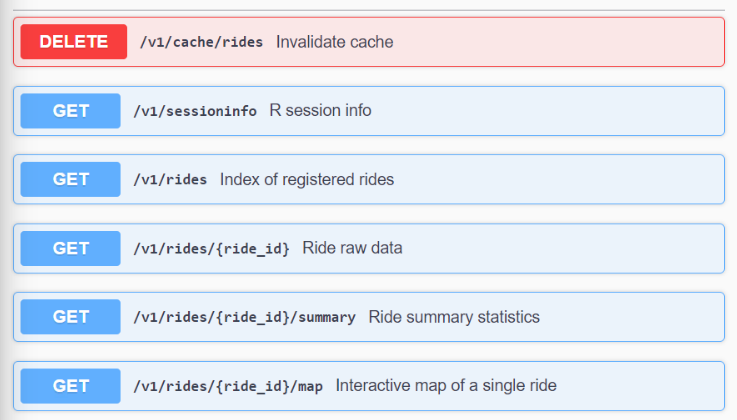 DELETE /v1/cache/rides Invalidate cache
GET /v1/sessioninfo R session info
GET /v1/rides Index of registered rides
GET /v1/rides/{ride_id} Ride raw data
GET /v1/rides/{ride_id}/summary Ride summary statistics
GET /v1/rides/{ride_id}/map Interactive map of a single ride